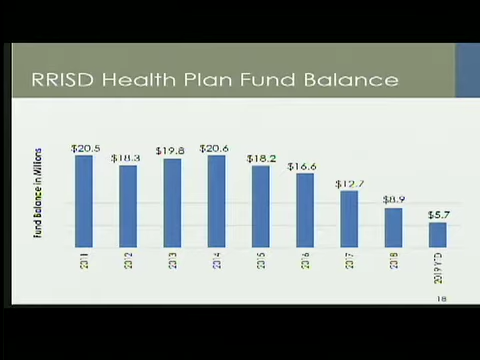 RRISD Health Plan Fund Balance
Fund Balance in Millions
$20.5 $18.3 $19.8 $20.6 $18.2 $16.6 $12.7 $8.9 $5.7
2011 2012 2013 2014 2015 2016 2017 2018 2019 YTD
18